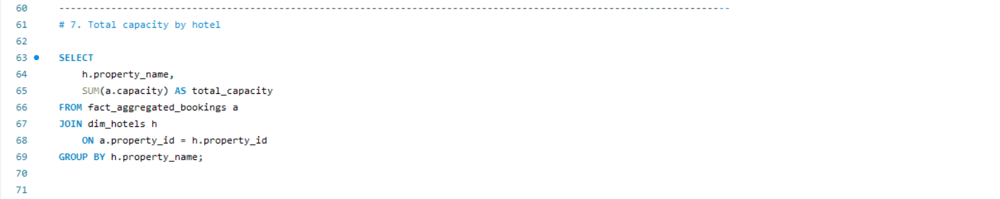 60 --------------------------------------------------------------------------------------------------------------------
61 # 7. Total capacity by hotel
62
63 SELECT
64 h.property_name,
65 SUM(a.capacity) AS total_capacity
66 FROM fact_aggregated_bookings a
67 JOIN dim_hotels h
68 ON a.property_id = h.property_id
69 GROUP BY h.property_name;
70
71